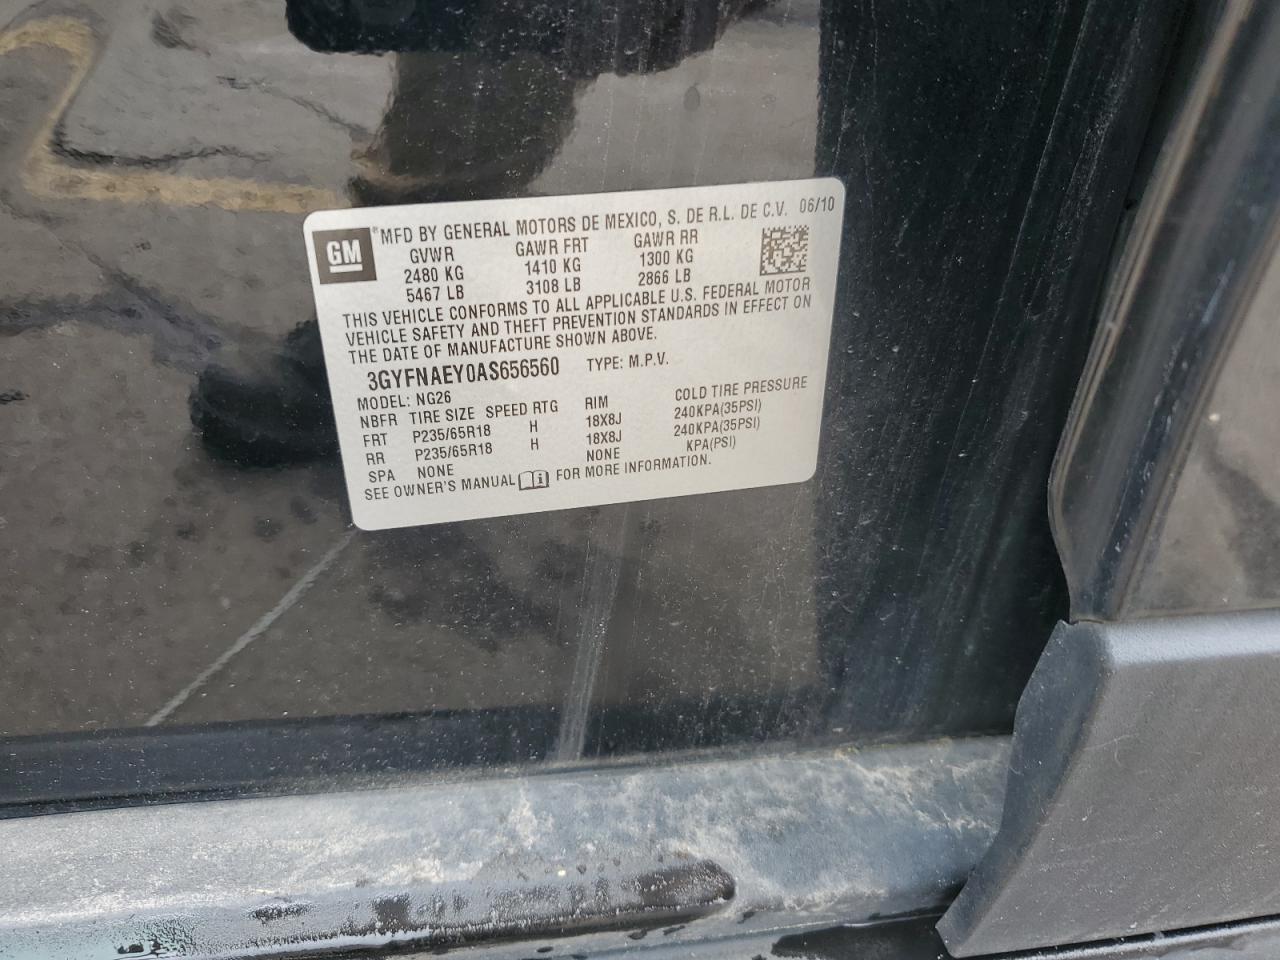 GM ® MFD BY GENERAL MOTORS DE MEXICO, S. DE R.L. DE C.V. 06/10
GVWR GAWR FRT GAWR RR
2480 KG 1410 KG 1300 KG
5467 LB 3108 LB 2866 LB
THIS VEHICLE CONFORMS TO ALL APPLICABLE U.S. FEDERAL MOTOR
VEHICLE SAFETY AND THEFT PREVENTION STANDARDS IN EFFECT ON
THE DATE OF MANUFACTURE SHOWN ABOVE.
3GYFNAEY0AS656560 TYPE: M.P.V.
MODEL: NG26
NBFR TIRE SIZE SPEED RTG RIM COLD TIRE PRESSURE
FRT P235/65R18 H 18X8J 240KPA(35PSI)
RR P235/65R18 H 18X8J 240KPA(35PSI)
SPA NONE NONE KPA(PSI)
SEE OWNER'S MANUAL i FOR MORE INFORMATION.